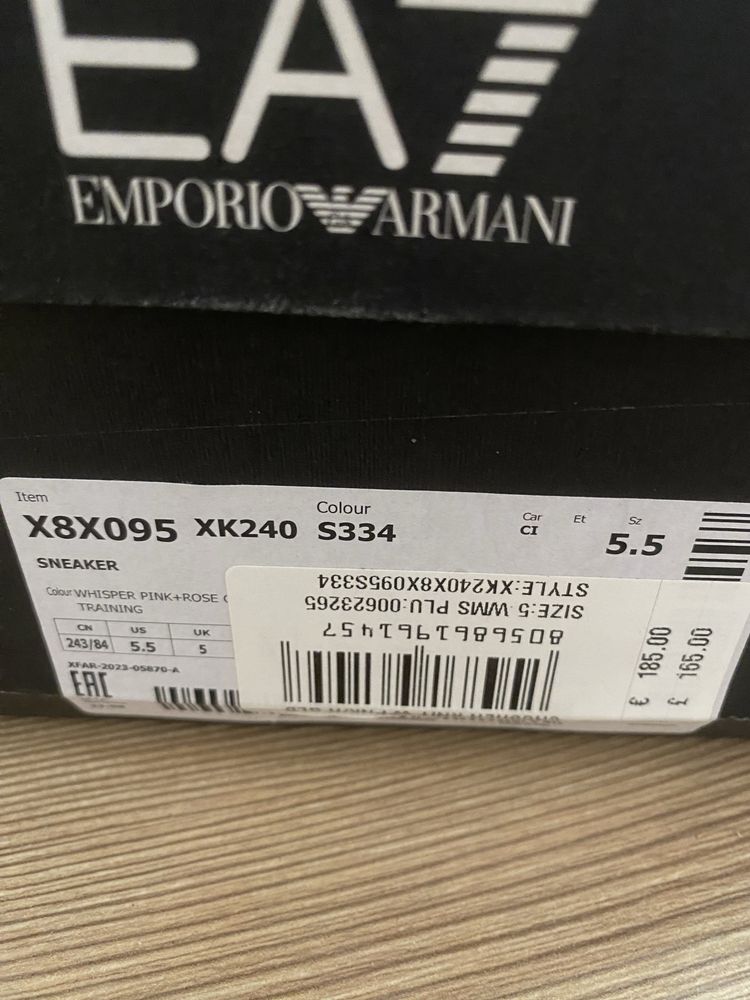 EA7
EMPORIO ARMANI
Item Colour Car Et Sz
X8X095 XK240 S334 CI 5.5
SNEAKER
Colour WHISPER PINK+ROSE
TRAINING
CN US UK
243/84 5.5 5
XFAR-2023-05870-A
EAC
STYLE:XK240X8X095S334
SIZE:5 WMS PLU:00623265
8056861961457
€ 185.00
£ 165.00